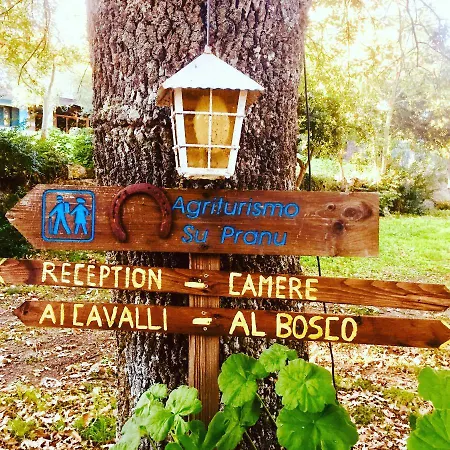 Agriturismo
Su Pranu
RECEPTION - CAMERE
AI CAVALLI - AL BOSCO